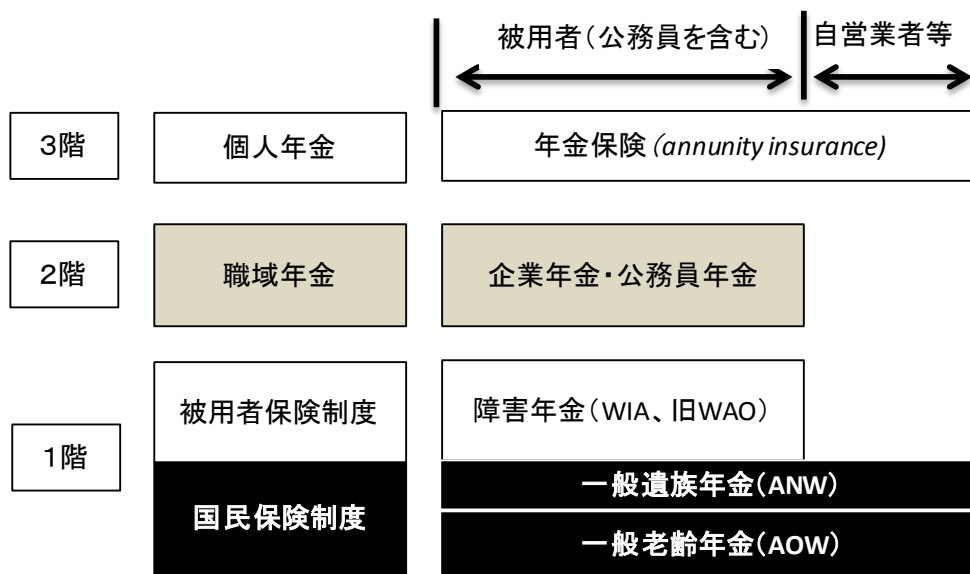 被用者(公務員を含む)
自営業者等
3階
個人年金
年金保険(annunity insurance)
2階
職域年金
企業年金・公務員年金
1階
被用者保険制度
障害年金(WIA、旧WAO)
国民保険制度
一般遺族年金(ANW)
一般老齢年金(AOW)